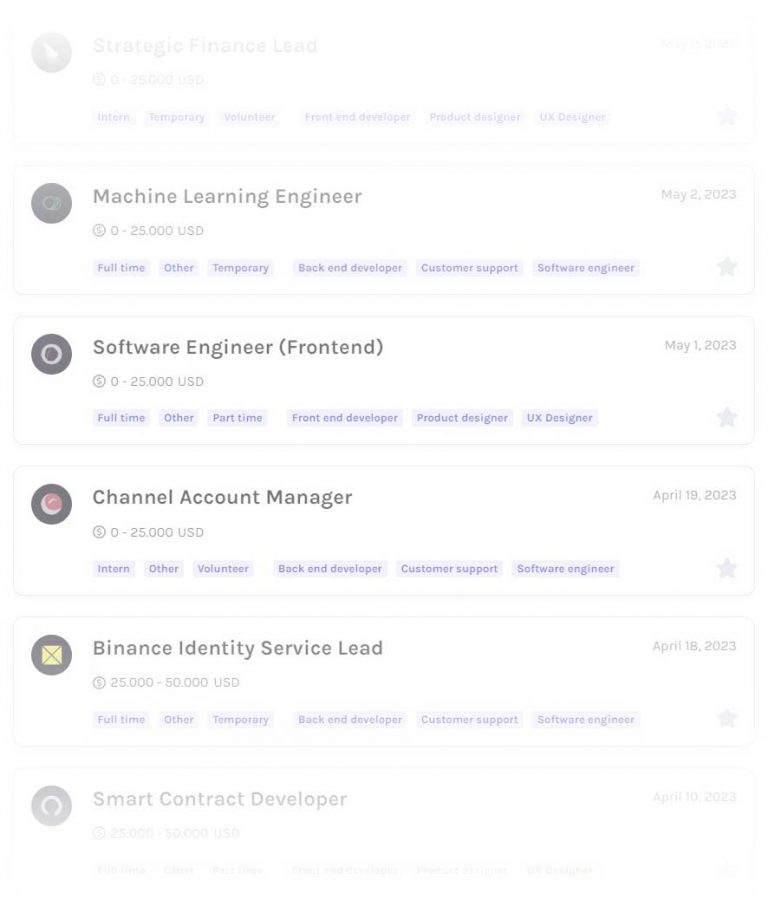 Strategic Finance Lead
0 - 25.000 USD
Intern Temporary Volunteer Front end developer Product designer UX Designer
Machine Learning Engineer May 2, 2023
0 - 25.000 USD
Full time Other Temporary Back end developer Customer support Software engineer
Software Engineer (Frontend) May 1, 2023
0 - 25.000 USD
Full time Other Part time Front end developer Product designer UX Designer
Channel Account Manager April 19, 2023
0 - 25.000 USD
Intern Other Volunteer Back end developer Customer support Software engineer
Binance Identity Service Lead April 18, 2023
25.000 - 50.000 USD
Full time Other Temporary Back end developer Customer support Software engineer
Smart Contract Developer April 10, 2023
25.000 - 50.000 USD
Full time Other Part time Front end developer Product designer UX Designer